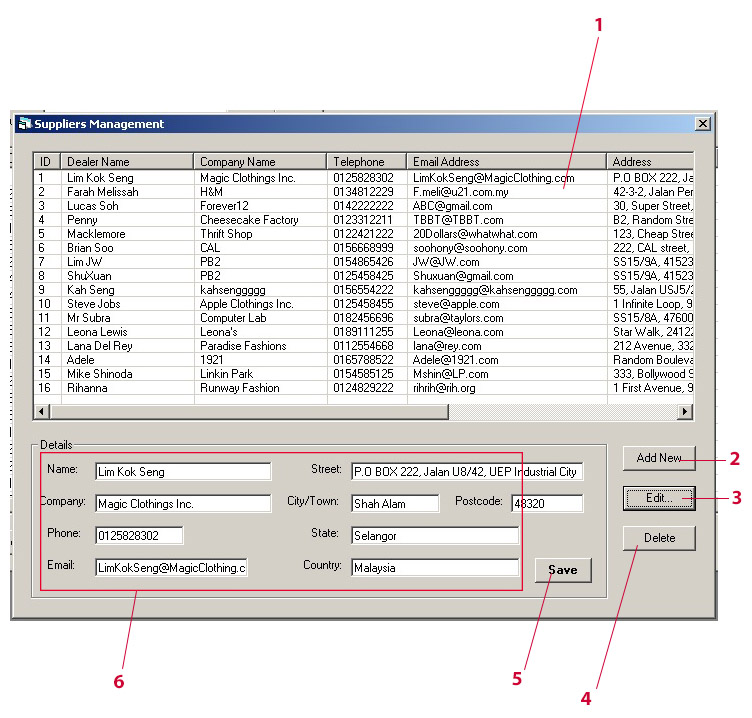 1
Suppliers Management
ID Dealer Name Company Name Telephone Email Address Address
1 Lim Kok Seng Magic Clothings Inc. 0125828302 LimKokSeng@MagicClothing.com P.O BOX 222, Ja
2 Farah Melissah H&M 0134812229 F.meli@u21.com.my 42-3-2, Jalan Per
3 Lucas Soh Forever12 0142222222 ABC@gmail.com 30, Super Street,
4 Penny Cheesecake Factory 0123312211 TBBT@TBBT.com B2, Random Stre
5 Macklemore Thrift Shop 0122421222 20Dollars@whatwhat.com 123, Cheap Stree
6 Brian Soo CAL 0156668999 soohony@soohony.com 222, CAL street,
7 Lim JW PB2 0154865426 JW@JW.com SS15/9A, 41523
8 ShuXuan PB2 0125458425 Shuxuan@gmail.com SS15/9A, 41523
9 Kah Seng kahsenggggg 0156554222 kahsenggggg@kahsenggggg.com 55, Jalan USJ5/2
10 Steve Jobs Apple Clothings Inc. 0125458455 steve@apple.com 1 Infinite Loop, 9
11 Mr Subra Computer Lab 0182456696 subra@taylors.com SS15/8A, 47600
12 Leona Lewis Leona's 0189111255 Leona@leona.com Star Walk, 24122
13 Lana Del Rey Paradise Fashions 0112554668 lana@rey.com 212 Avenue, 332
14 Adele 1921 0165788522 Adele@1921.com Random Bouleva
15 Mike Shinoda Linkin Park 0154585125 Mshin@LP.com 333, Bollywood S
16 Rihanna Runway Fashion 0124829222 rihrih@rih.org 1 First Avenue, 9
Details
Name: Lim Kok Seng Street: P.O BOX 222, Jalan U8/42, UEP Industrial City
Company: Magic Clothings Inc. City/Town: Shah Alam Postcode: 48320
Phone: 0125828302 State: Selangor
Email: LimKokSeng@MagicClothing.c Country: Malaysia
Save
Add New 2
Edit... 3
Delete
6
5
4